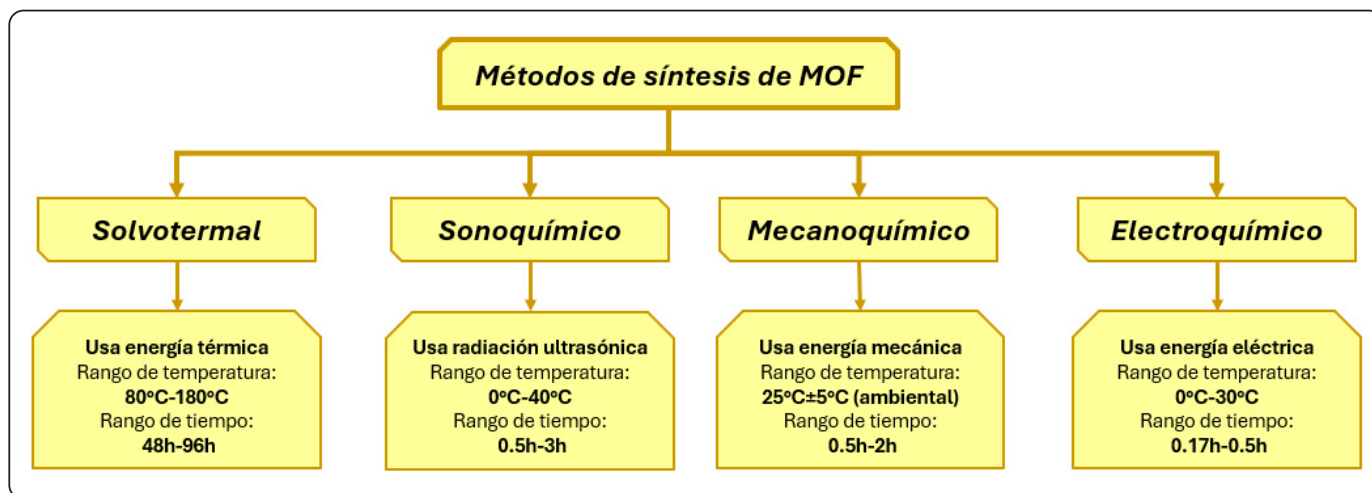 Métodos de síntesis de MOF
Solvotermal
Sonoquímico
Mecanoquímico
Electroquímico
Usa energía térmica
Rango de temperatura:
80ºC-180ºC
Rango de tiempo:
48h-96h
Usa radiación ultrasónica
Rango de temperatura:
0ºC-40ºC
Rango de tiempo:
0.5h-3h
Usa energía mecánica
Rango de temperatura:
25ºC±5ºC (ambiental)
Rango de tiempo:
0.5h-2h
Usa energía eléctrica
Rango de temperatura:
0ºC-30ºC
Rango de tiempo:
0.17h-0.5h